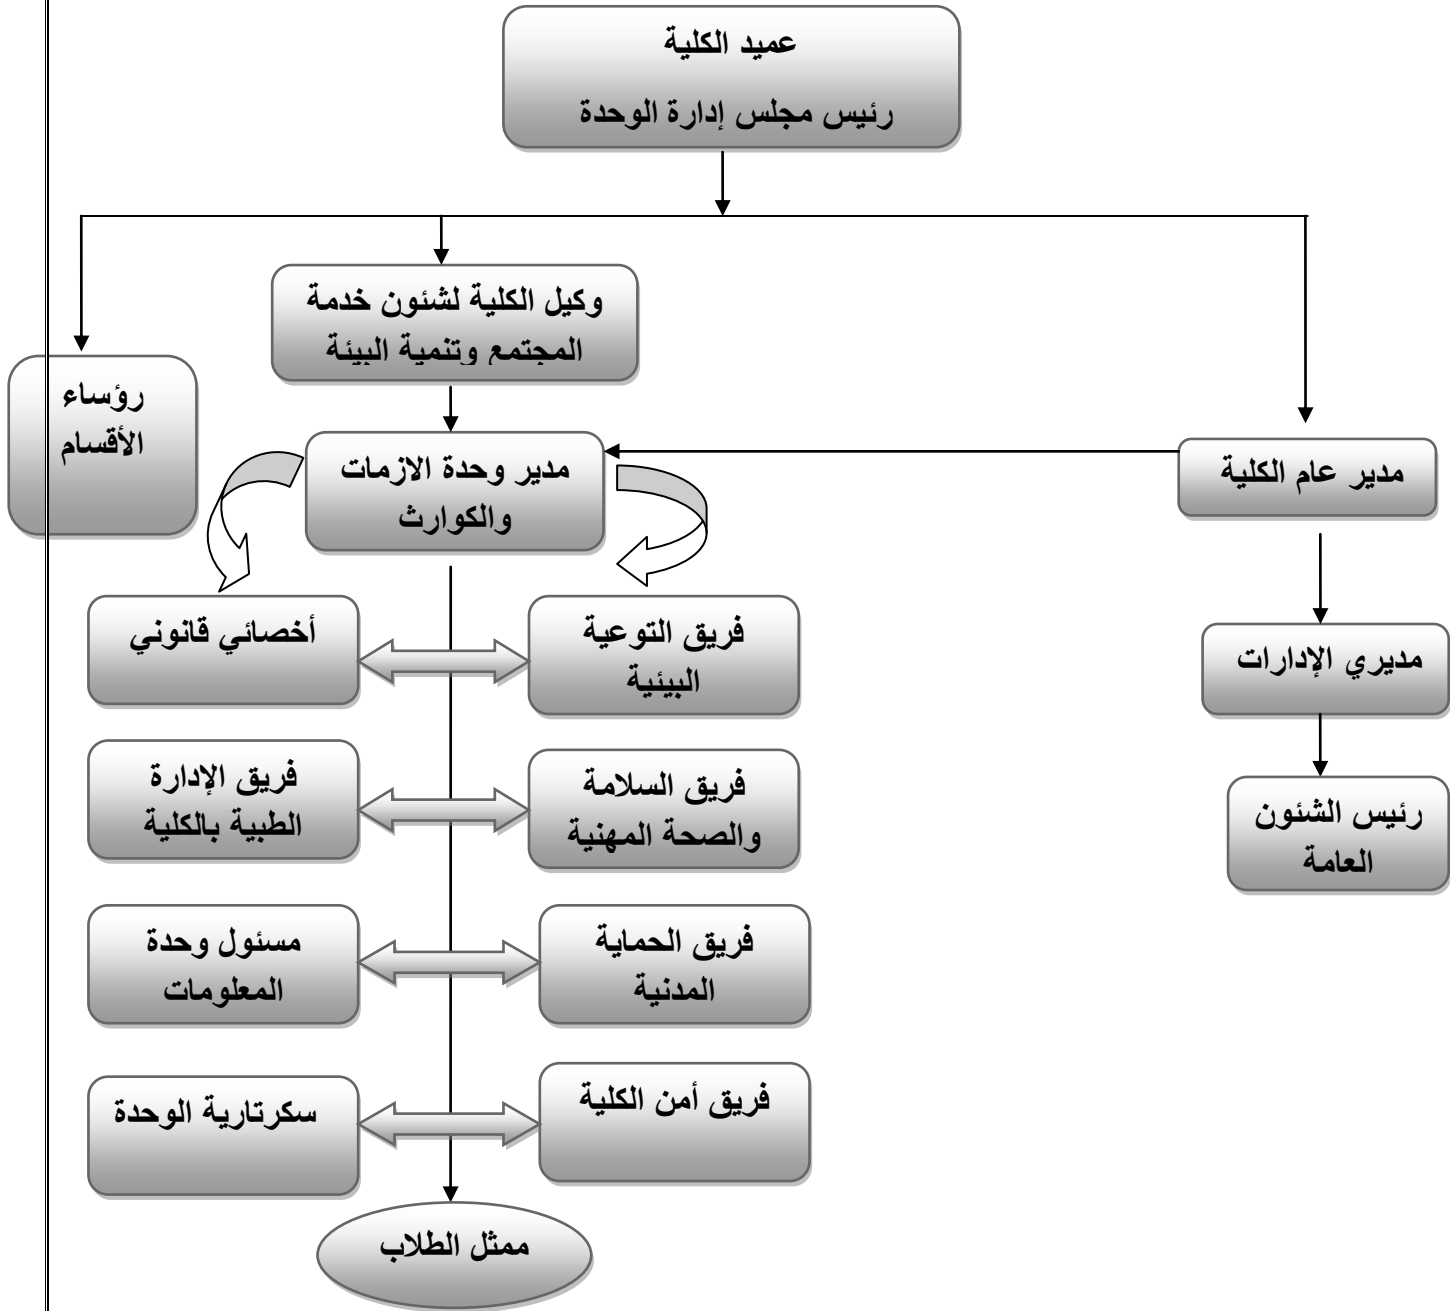 عميد الكلية
رئيس مجلس إدارة الوحدة
وكيل الكلية لشئون خدمة
المجتمع وتنمية البيئة
رؤساء
الأقسام
مدير عام الكلية
مدير وحدة الازمات
والكوارث
فريق التوعية
البيئية
أخصائي قانوني
مديري الإدارات
فريق السلامة
والصحة المهنية
فريق الإدارة
الطبية بالكلية
رئيس الشئون
العامة
فريق الحماية
المدنية
مسئول وحدة
المعلومات
فريق أمن الكلية
سكرتارية الوحدة
ممثل الطلاب